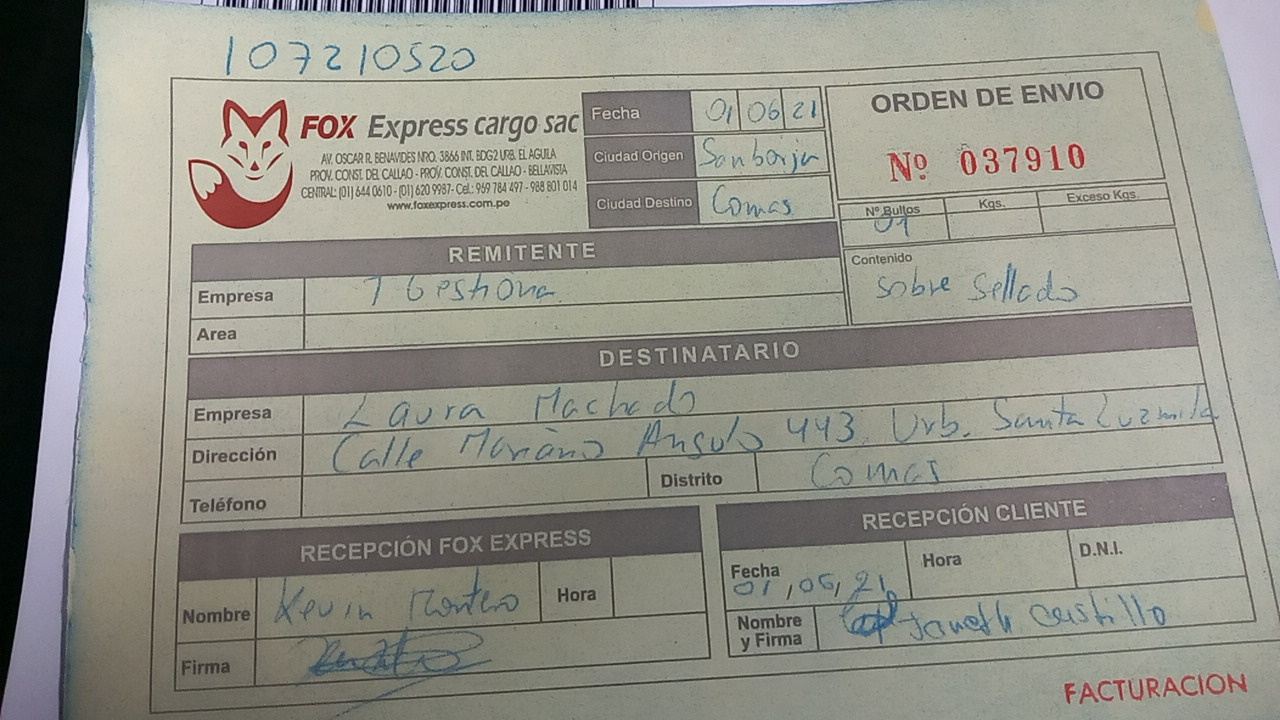 107210520
FOX Express cargo sac
AV. OSCAR R. BENAVIDES NRO. 3866 INT. BDG2 URB. EL AGUILA
PROV. CONST. DEL CALLAO - PROV. CONST. DEL CALLAO - BELLAVISTA
CENTRAL: (01) 644 0610 - (01) 620 9987- Cel.: 969 784 497 - 988 801 014
www.foxexpress.com.pe
Fecha 01 06 21
Ciudad Origen Sanborja
Ciudad Destino Comas
ORDEN DE ENVIO
Nº 037910
Nº Bultos Kgs. Exceso Kgs.
01
Contenido
Sobre Sellado
REMITENTE
Empresa T Gestiona
Area
DESTINATARIO
Empresa Laura Machado
Dirección Calle Mariano Angulo 443. Urb. Santa Luzmila
Teléfono Distrito Comas
RECEPCIÓN FOX EXPRESS
Nombre Kevin Montero Hora
Firma
RECEPCIÓN CLIENTE
Fecha Hora D.N.I.
01, 06, 21
Nombre y Firma Janeth Castillo
FACTURACION